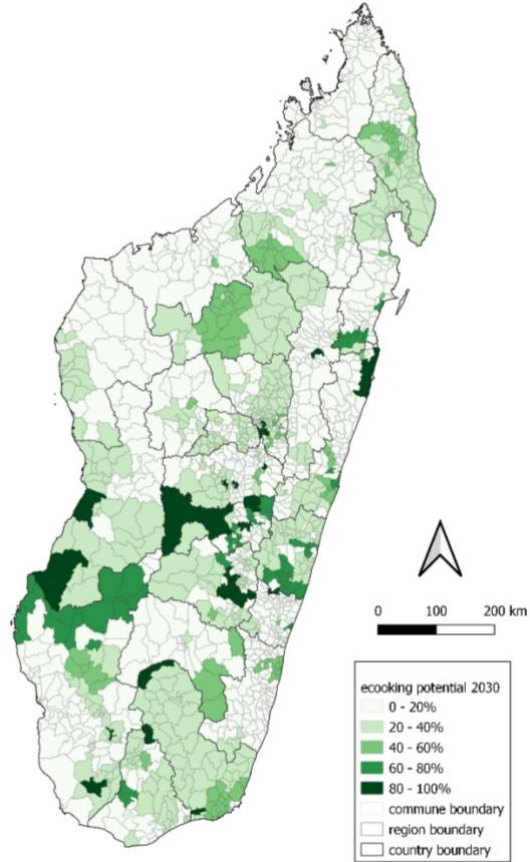 0 100 200 km
ecooking potential 2030
0 - 20%
20 - 40%
40 - 60%
60 - 80%
80 - 100%
commune boundary
region boundary
country boundary